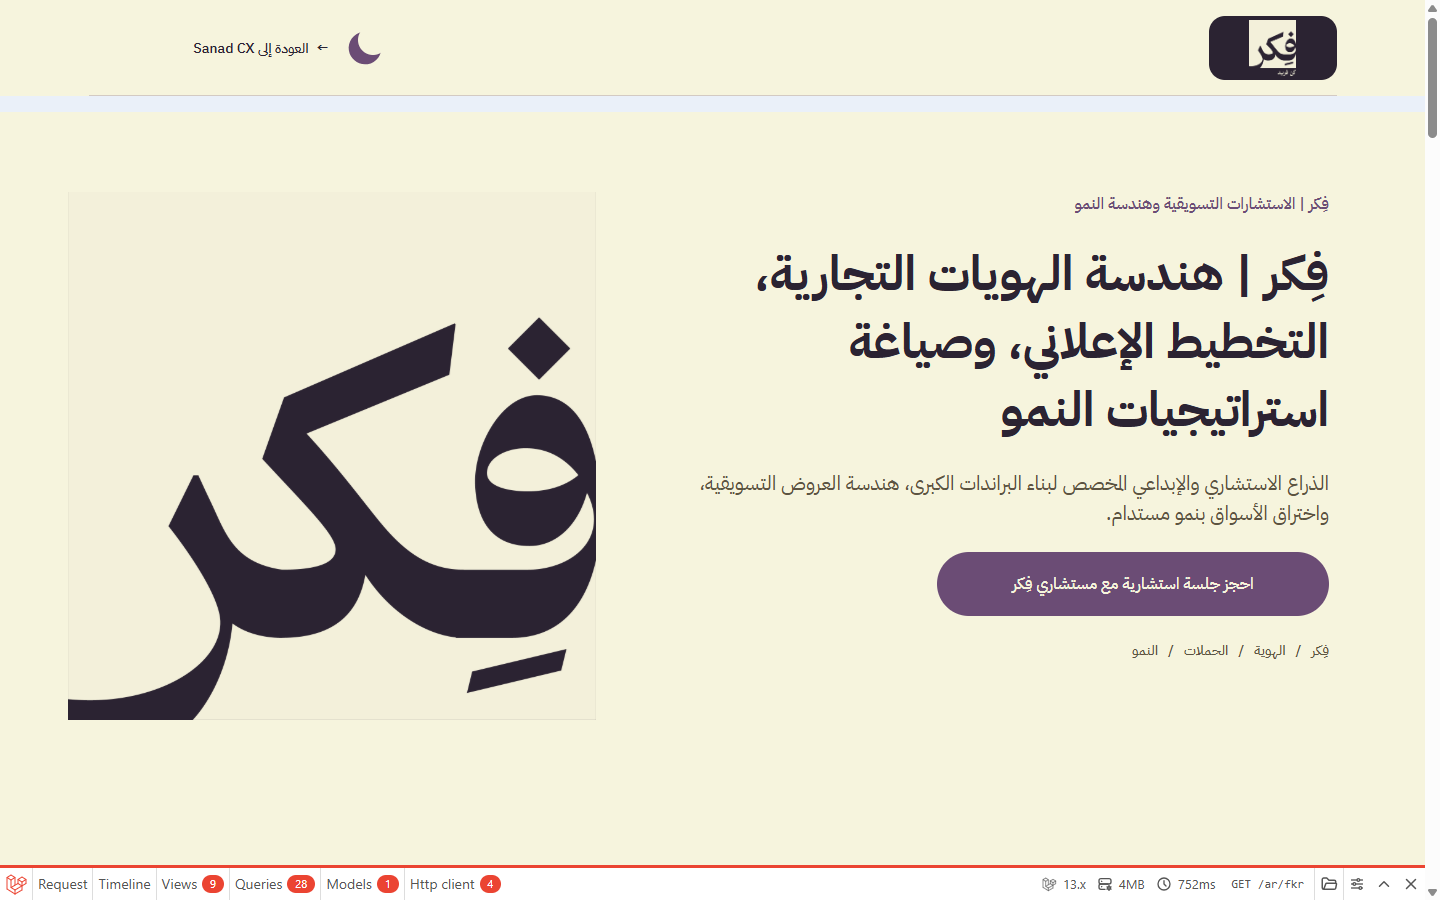 فِكر
كن قريبد
← العودة إلى Sanad CX
فِكر | الاستشارات التسويقية وهندسة النمو
فِكر | هندسة الهويات التجارية،
التخطيط الإعلاني، وصياغة
استراتيجيات النمو
الذراع الاستشاري والإبداعي المخصص لبناء البراندات الكبرى، هندسة العروض التسويقية،
واختراق الأسواق بنمو مستدام.
احجز جلسة استشارية مع مستشاري فِكر
فِكر / الهوية / الحملات / النمو
فِكر
Request Timeline Views 9 Queries 28 Models 1 Http client 4 13.x 4MB 752ms GET /ar/fkr